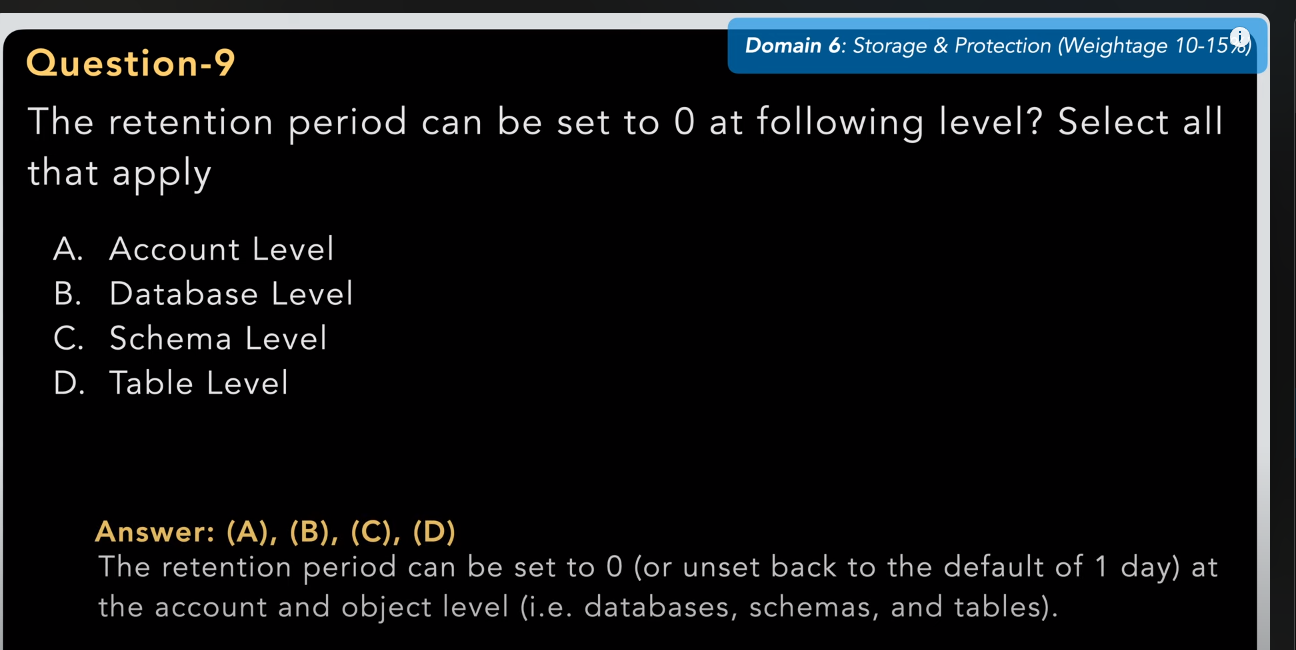 Domain 6: Storage & Protection (Weightage 10-15%)
Question-9
The retention period can be set to 0 at following level? Select all
that apply
A. Account Level
B. Database Level
C. Schema Level
D. Table Level
Answer: (A), (B), (C), (D)
The retention period can be set to 0 (or unset back to the default of 1 day) at
the account and object level (i.e. databases, schemas, and tables).